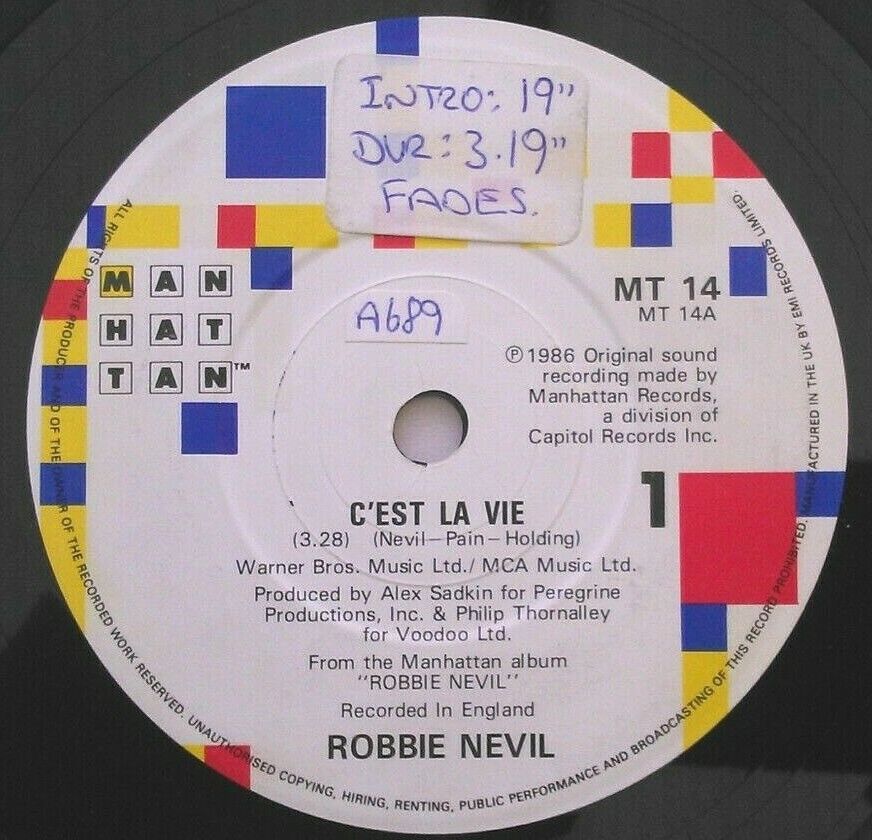 INTRO: 19"
DUR: 3.19"
FADES.
MAN
HAT
TAN™
A689
MT 14
MT 14A
℗ 1986 Original sound
recording made by
Manhattan Records,
a division of
Capitol Records Inc.
1
C'EST LA VIE
(3.28) (Nevil–Pain–Holding)
Warner Bros. Music Ltd./ MCA Music Ltd.
Produced by Alex Sadkin for Peregrine
Productions, Inc. & Philip Thornalley
for Voodoo Ltd.
From the Manhattan album
"ROBBIE NEVIL"
Recorded In England
ROBBIE NEVIL
ALL RIGHTS OF THE PRODUCER AND OF THE OWNER OF THE RECORDED WORK RESERVED. UNAUTHORISED COPYING, HIRING, RENTING, PUBLIC PERFORMANCE AND BROADCASTING OF THIS RECORD PROHIBITED. MANUFACTURED IN THE UK BY EMI RECORDS LIMITED.